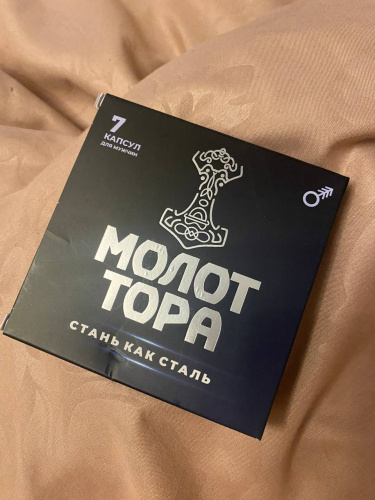 7
КАПСУЛ
ДЛЯ МУЖЧИН
МОЛОТ
ТОРА
СТАНЬ КАК СТАЛЬ